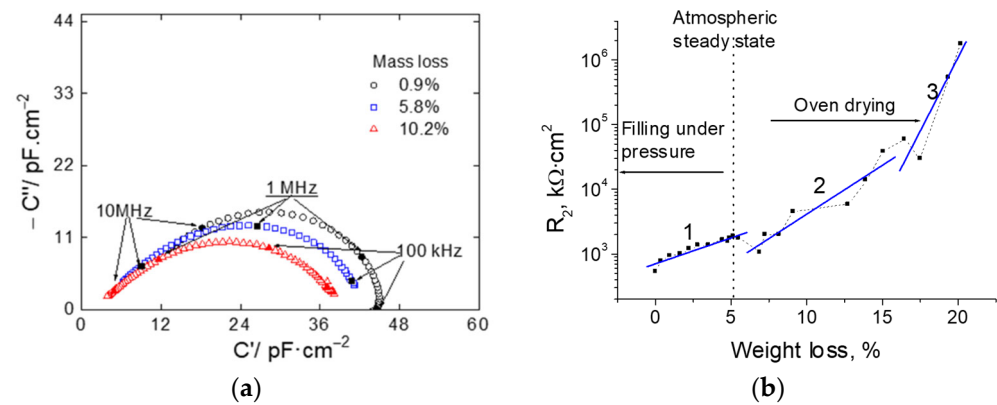 44
33
22
11
0
− C''/ pF.cm⁻²
Mass loss
0.9%
5.8%
10.2%
1 MHz
10MHz
100 kHz
0 12 24 36 48 60
C'/ pF·cm⁻²
(a)
Atmospheric
steady state
10⁶
10⁵
10⁴
10³
R₂, kΩ·cm²
Filling under
pressure
Oven drying
1
2
3
0 5 10 15 20
Weight loss, %
(b)